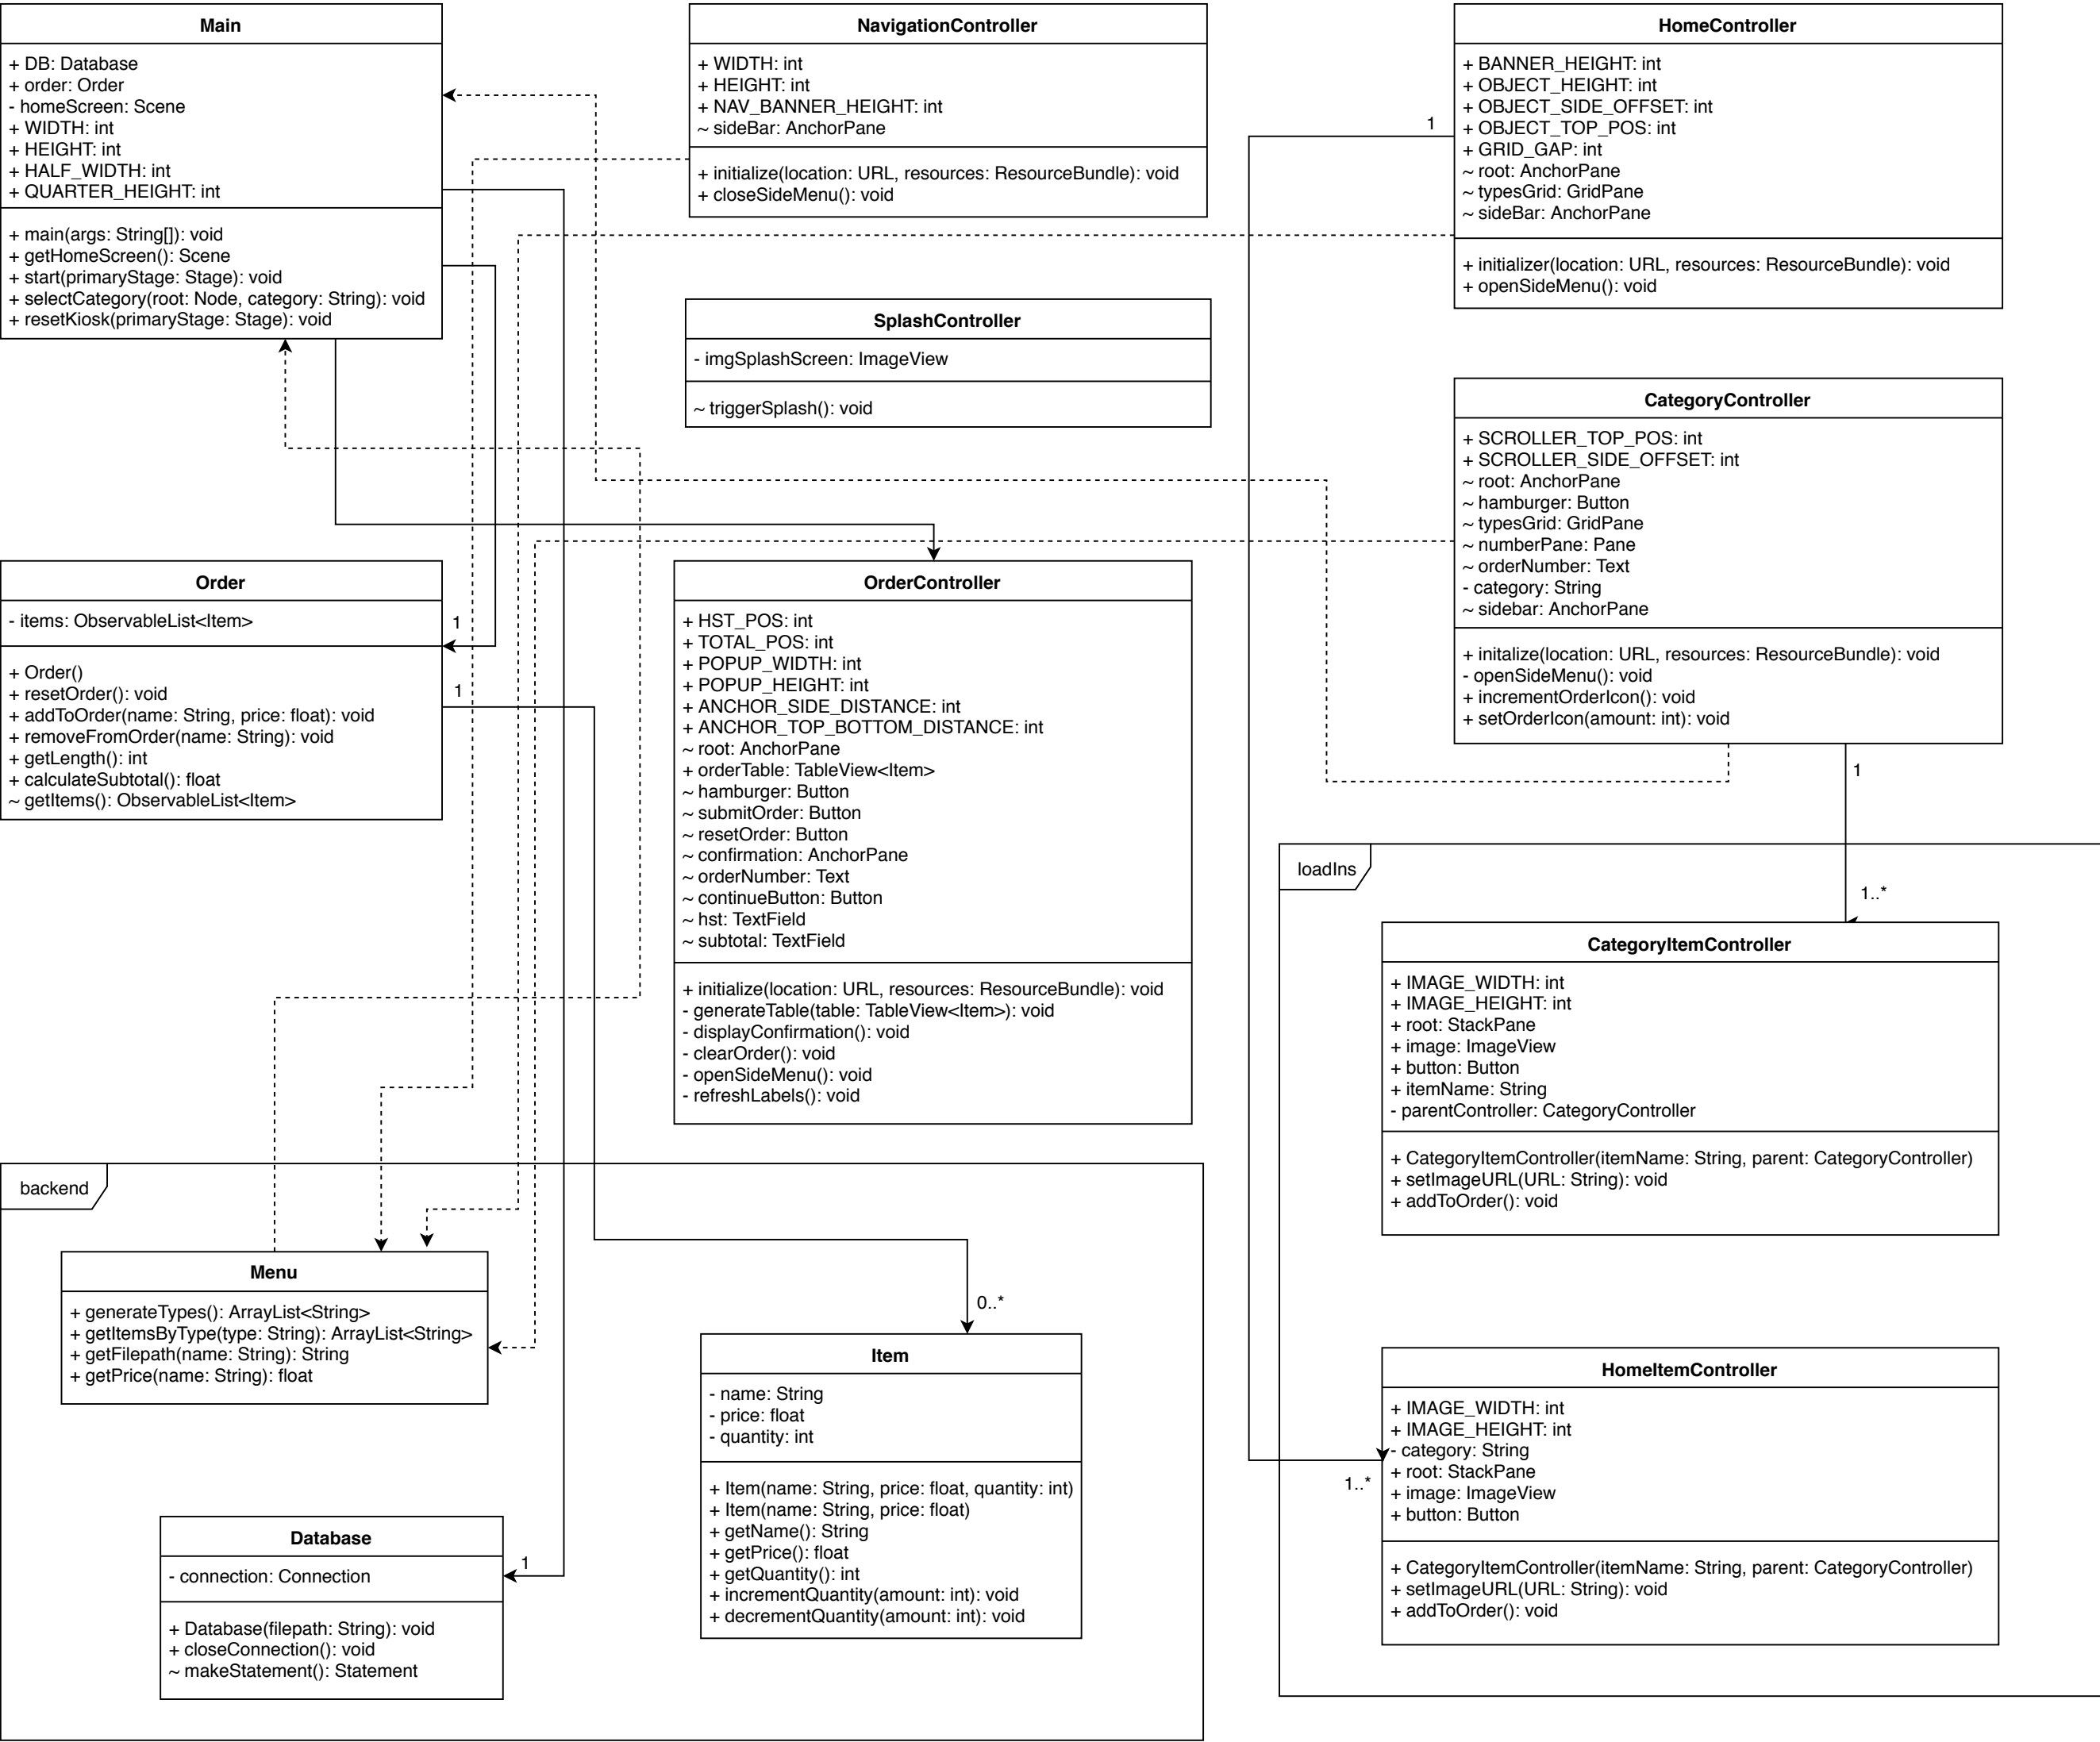 Main
+ DB: Database
+ order: Order
- homeScreen: Scene
+ WIDTH: int
+ HEIGHT: int
+ HALF_WIDTH: int
+ QUARTER_HEIGHT: int
+ main(args: String[]): void
+ getHomeScreen(): Scene
+ start(primaryStage: Stage): void
+ selectCategory(root: Node, category: String): void
+ resetKiosk(primaryStage: Stage): void
NavigationController
+ WIDTH: int
+ HEIGHT: int
+ NAV_BANNER_HEIGHT: int
~ sideBar: AnchorPane
+ initialize(location: URL, resources: ResourceBundle): void
+ closeSideMenu(): void
HomeController
+ BANNER_HEIGHT: int
+ OBJECT_HEIGHT: int
+ OBJECT_SIDE_OFFSET: int
+ OBJECT_TOP_POS: int
+ GRID_GAP: int
~ root: AnchorPane
~ typesGrid: GridPane
~ sideBar: AnchorPane
+ initializer(location: URL, resources: ResourceBundle): void
+ openSideMenu(): void
1
SplashController
- imgSplashScreen: ImageView
~ triggerSplash(): void
CategoryController
+ SCROLLER_TOP_POS: int
+ SCROLLER_SIDE_OFFSET: int
~ root: AnchorPane
~ hamburger: Button
~ typesGrid: GridPane
~ numberPane: Pane
~ orderNumber: Text
- category: String
~ sidebar: AnchorPane
+ initalize(location: URL, resources: ResourceBundle): void
- openSideMenu(): void
+ incrementOrderIcon(): void
+ setOrderIcon(amount: int): void
1
1..*
Order
- items: ObservableList<Item>
+ Order()
+ resetOrder(): void
+ addToOrder(name: String, price: float): void
+ removeFromOrder(name: String): void
+ getLength(): int
+ calculateSubtotal(): float
~ getItems(): ObservableList<Item>
1
1
OrderController
+ HST_POS: int
+ TOTAL_POS: int
+ POPUP_WIDTH: int
+ POPUP_HEIGHT: int
+ ANCHOR_SIDE_DISTANCE: int
+ ANCHOR_TOP_BOTTOM_DISTANCE: int
~ root: AnchorPane
+ orderTable: TableView<Item>
~ hamburger: Button
~ submitOrder: Button
~ resetOrder: Button
~ confirmation: AnchorPane
~ orderNumber: Text
~ continueButton: Button
~ hst: TextField
~ subtotal: TextField
+ initialize(location: URL, resources: ResourceBundle): void
- generateTable(table: TableView<Item>): void
- displayConfirmation(): void
- clearOrder(): void
- openSideMenu(): void
- refreshLabels(): void
loadIns
CategoryItemController
+ IMAGE_WIDTH: int
+ IMAGE_HEIGHT: int
+ root: StackPane
+ image: ImageView
+ button: Button
+ itemName: String
- parentController: CategoryController
+ CategoryItemController(itemName: String, parent: CategoryController)
+ setImageURL(URL: String): void
+ addToOrder(): void
HomeItemController
+ IMAGE_WIDTH: int
+ IMAGE_HEIGHT: int
- category: String
+ root: StackPane
+ image: ImageView
+ button: Button
+ CategoryItemController(itemName: String, parent: CategoryController)
+ setImageURL(URL: String): void
+ addToOrder(): void
1..*
backend
Menu
+ generateTypes(): ArrayList<String>
+ getItemsByType(type: String): ArrayList<String>
+ getFilepath(name: String): String
+ getPrice(name: String): float
0..*
Item
- name: String
- price: float
- quantity: int
+ Item(name: String, price: float, quantity: int)
+ Item(name: String, price: float)
+ getName(): String
+ getPrice(): float
+ getQuantity(): int
+ incrementQuantity(amount: int): void
+ decrementQuantity(amount: int): void
Database
- connection: Connection
+ Database(filepath: String): void
+ closeConnection(): void
~ makeStatement(): Statement
1